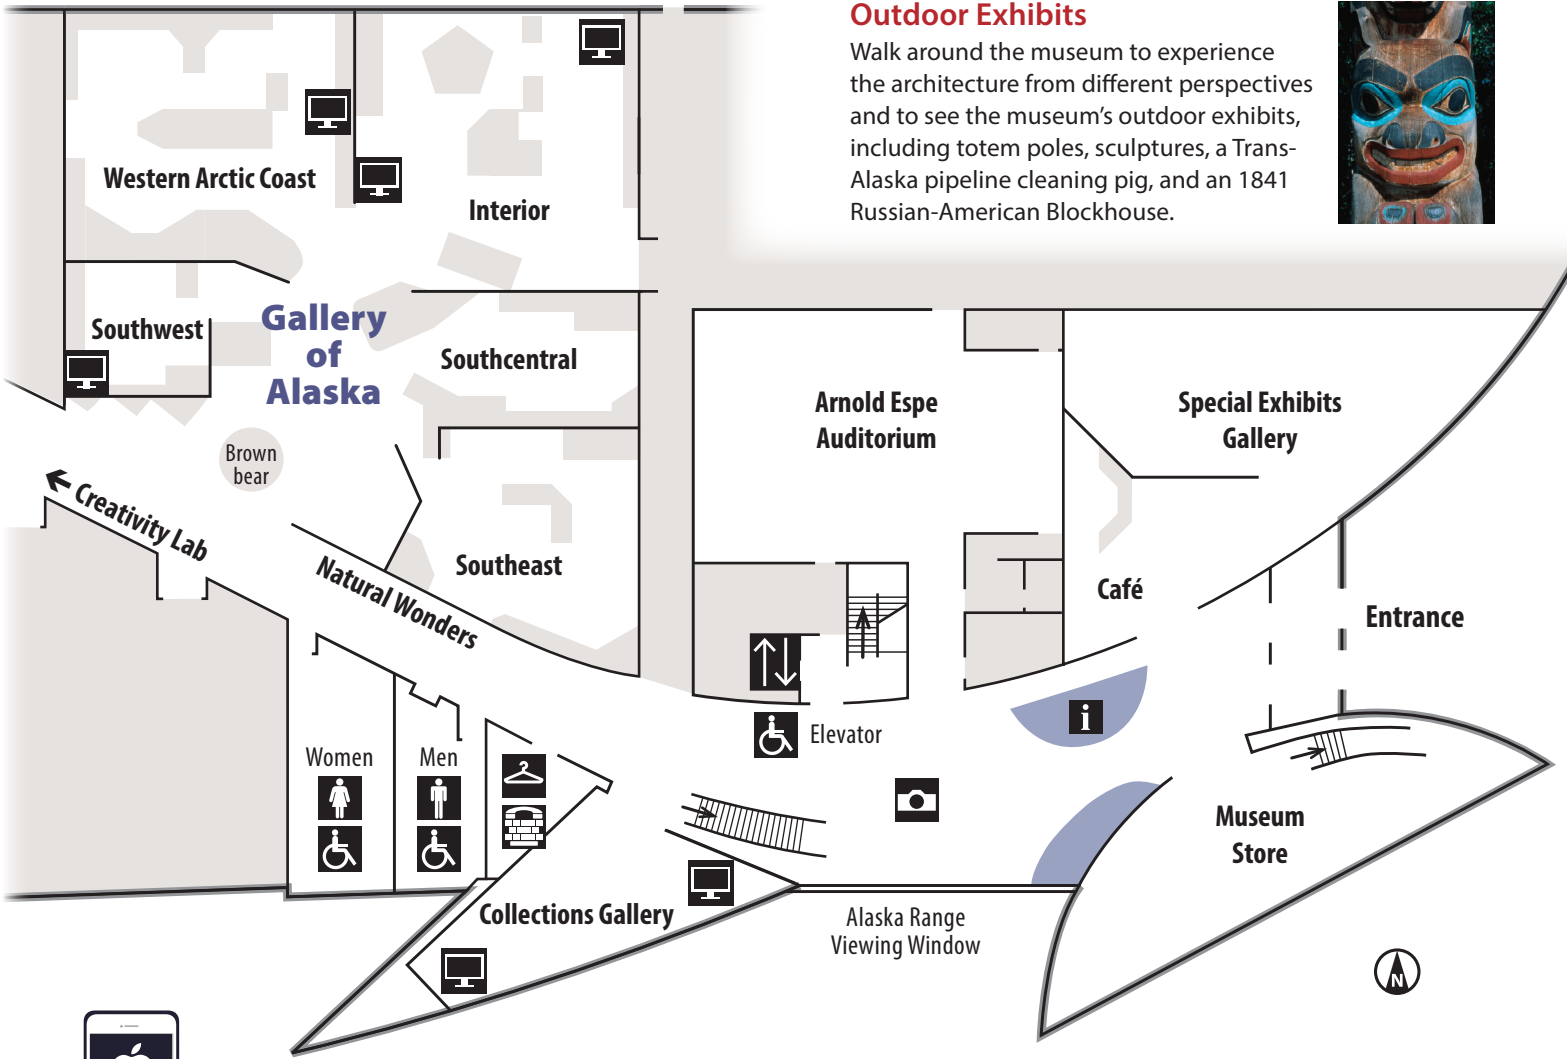 Outdoor Exhibits
Walk around the museum to experience
the architecture from different perspectives
and to see the museum’s outdoor exhibits,
including totem poles, sculptures, a Trans-
Alaska pipeline cleaning pig, and an 1841
Russian-American Blockhouse.
Western Arctic Coast
Interior
Southwest
Gallery
of
Alaska
Southcentral
Arnold Espe
Auditorium
Special Exhibits
Gallery
Brown
bear
Creativity Lab
Natural Wonders
Southeast
Café
Entrance
i
Elevator
Women
Men
Museum
Store
Collections Gallery
Alaska Range
Viewing Window
N